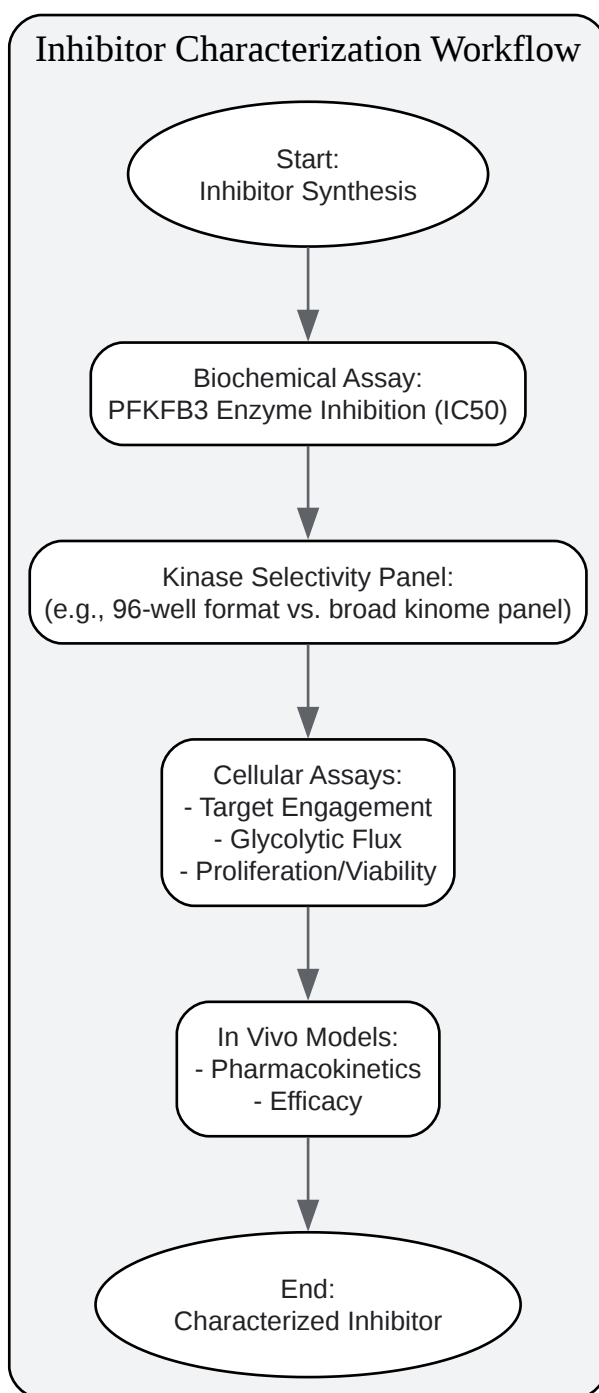 Inhibitor Characterization Workflow
Start:
Inhibitor Synthesis
Biochemical Assay:
PFKFB3 Enzyme Inhibition (IC50)
Kinase Selectivity Panel:
(e.g., 96-well format vs. broad kinome panel)
Cellular Assays:
- Target Engagement
- Glycolytic Flux
- Proliferation/Viability
In Vivo Models:
- Pharmacokinetics
- Efficacy
End:
Characterized Inhibitor